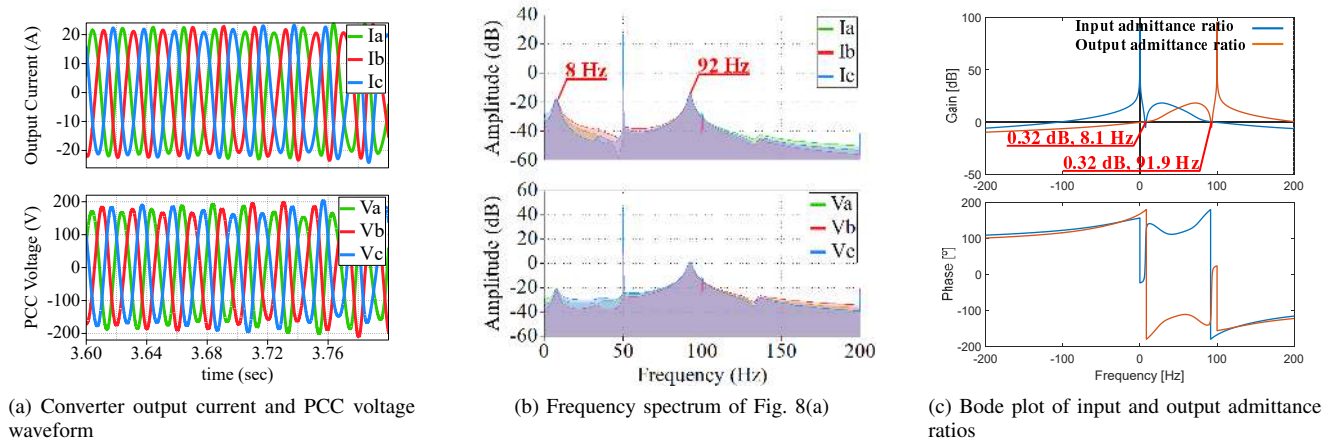 Output Current (A)
20
10
0
-10
-20
Ia
Ib
Ic
PCC Voltage (V)
200
100
0
-100
-200
Va
Vb
Vc
3.60
3.64
3.68
3.72
3.76
time (sec)
(a) Converter output current and PCC voltage
waveform
Amplitude (dB)
60
40
20
0
-20
-40
-60
8 Hz
92 Hz
Ia
Ib
Ic
Amplitude (dB)
60
40
20
0
-20
-40
-60
Va
Vb
Vc
0
50
100
150
200
Frequency (Hz)
(b) Frequency spectrum of Fig. 8(a)
Gain [dB]
100
50
0
-50
Input admittance ratio
Output admittance ratio
0.32 dB, 8.1 Hz
0.32 dB, 91.9 Hz
-200
-100
0
100
200
Phase [°]
200
100
0
-100
-200
-200
-100
0
100
200
Frequency [Hz]
(c) Bode plot of input and output admittance
ratios